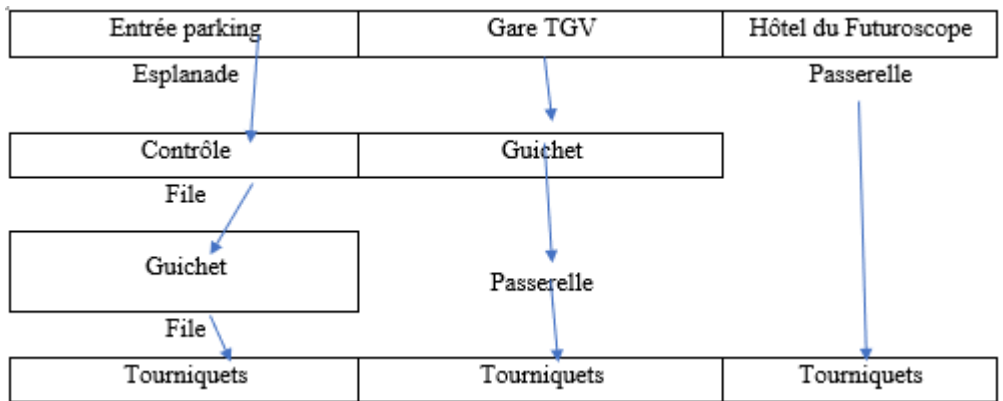 Entrée parking Gare TGV Hôtel du Futuroscope
Esplanade Passerelle
Contrôle Guichet
File
Guichet
Passerelle
File
Tourniquets Tourniquets Tourniquets